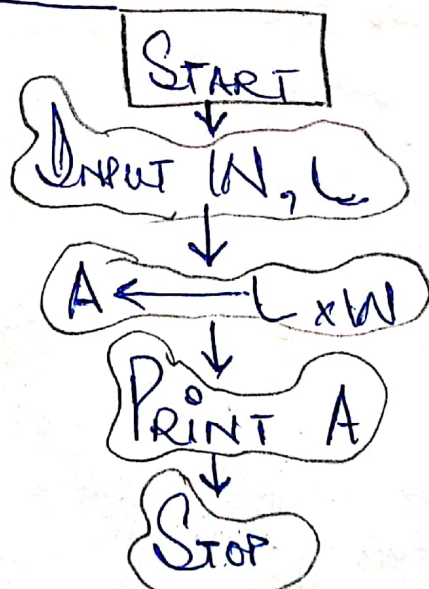 START
INPUT W, L
A ← L x W
PRINT A
STOP